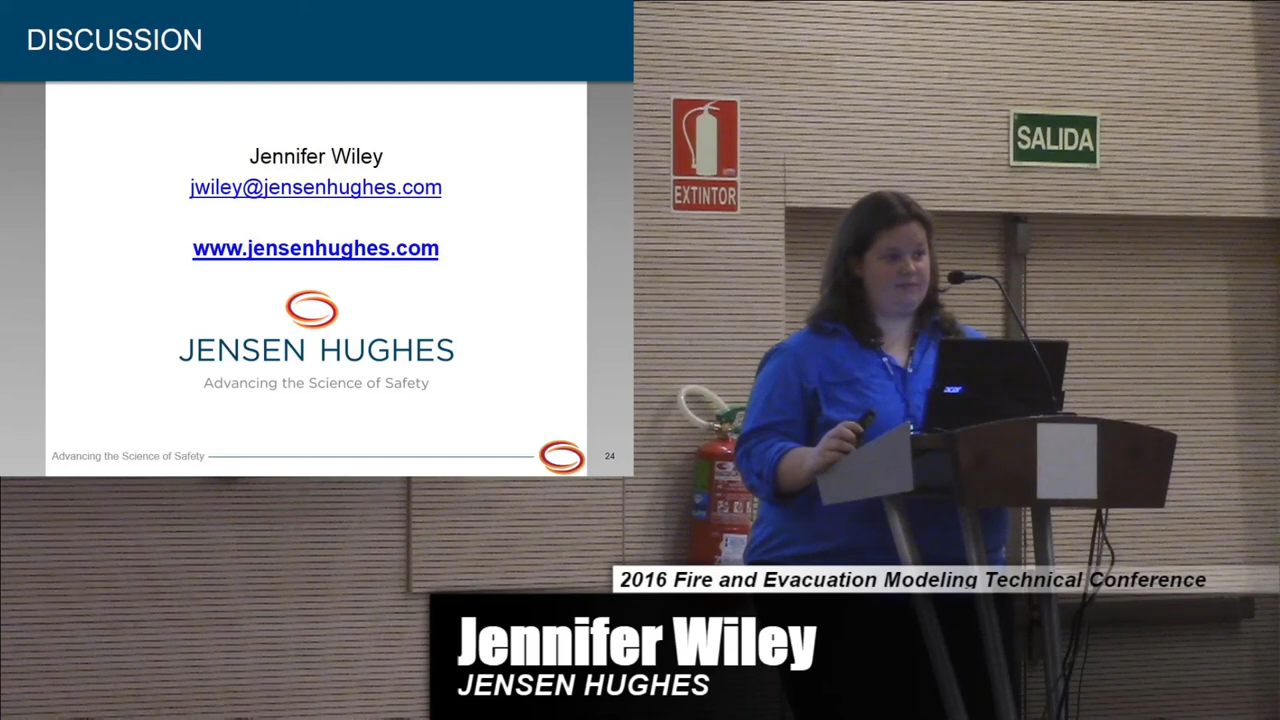 DISCUSSION
Jennifer Wiley
jwiley@jensenhughes.com
www.jensenhughes.com
JENSEN HUGHES
Advancing the Science of Safety
Advancing the Science of Safety
24
EXTINTOR
SALIDA
acer
2016 Fire and Evacuation Modeling Technical Conference
Jennifer Wiley
JENSEN HUGHES